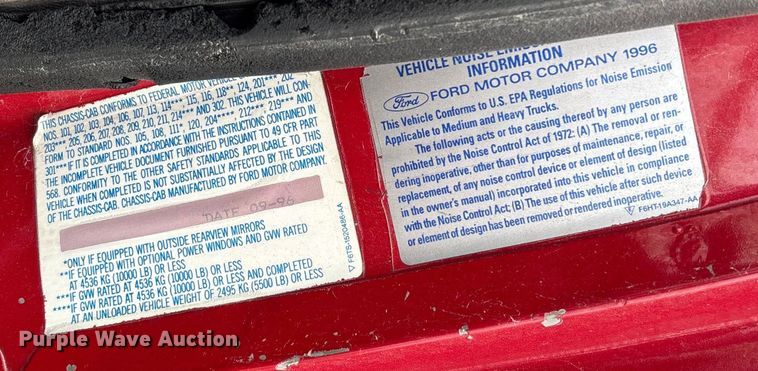 THIS CHASSIS-CAB CONFORMS TO FEDERAL MOTOR VEHICLE
NOS 101, 102, 103, 104, 106, 107, 113, 114***, 115, 116, 118**, 124, 201***, 202
203***, 205, 206, 207, 208, 209, 210, 211, 214*** AND 302. THIS VEHICLE WILL CON-
FORM TO STANDARD NOS 105, 108, 111*, 120, 204****, 212***, 219*** AND
301*** IF IT IS COMPLETED IN ACCORDANCE WITH THE INSTRUCTIONS CONTAINED IN
THE INCOMPLETE VEHICLE DOCUMENT FURNISHED PURSUANT TO 49 CFR PART
568. CONFORMITY TO THE OTHER SAFETY STANDARDS APPLICABLE TO THIS
VEHICLE WHEN COMPLETED IS NOT SUBSTANTIALLY AFFECTED BY THE DESIGN
OF THE CHASSIS-CAB. CHASSIS-CAB MANUFACTURED BY FORD MOTOR COMPANY.
DATE 09-96
*ONLY IF EQUIPPED WITH OUTSIDE REARVIEW MIRRORS
**IF EQUIPPED WITH OPTIONAL POWER WINDOWS AND GVW RATED
AT 4536 KG (10000 LB) OR LESS
***IF GVW RATED AT 4536 KG (10000 LB) OR LESS
****IF GVW RATED AT 4536 KG (10000 LB) OR LESS AND COMPLETED
AT AN UNLOADED VEHICLE WEIGHT OF 2495 KG (5500 LB) OR LESS
F6TS-1520486-AA
VEHICLE NOISE
INFORMATION
Ford FORD MOTOR COMPANY 1996
This Vehicle Conforms to U.S. EPA Regulations for Noise Emission
Applicable to Medium and Heavy Trucks.
The following acts or the causing thereof by any person are
prohibited by the Noise Control Act of 1972: (A) The removal or ren-
dering inoperative, other than for purposes of maintenance, repair, or
replacement, of any noise control device or element of design (listed
in the owner's manual) incorporated into this vehicle in compliance
with the Noise Control Act; (B) The use of this vehicle after such device
or element of design has been removed or rendered inoperative.
F6HT-19A347-AA
Purple Wave Auction